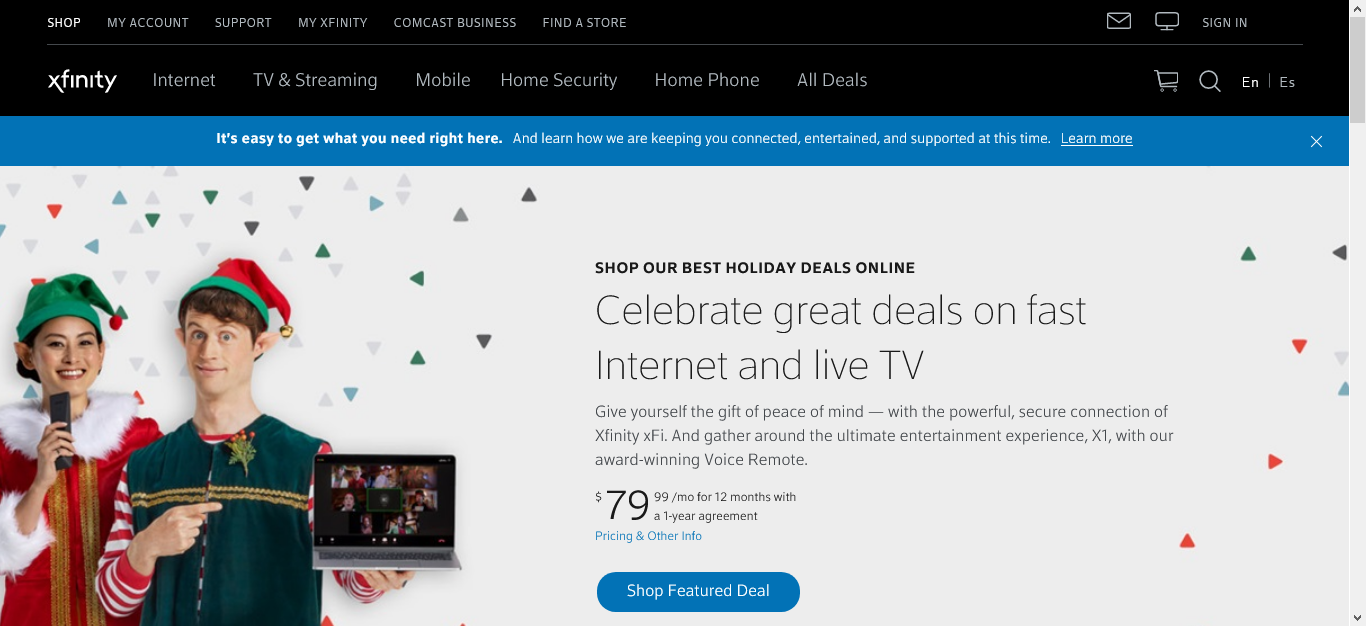 SHOP MY ACCOUNT SUPPORT MY XFINITY COMCAST BUSINESS FIND A STORE SIGN IN
xfinity Internet TV & Streaming Mobile Home Security Home Phone All Deals En Es
It's easy to get what you need right here. And learn how we are keeping you connected, entertained, and supported at this time. Learn more
SHOP OUR BEST HOLIDAY DEALS ONLINE
Celebrate great deals on fast
Internet and live TV
Give yourself the gift of peace of mind — with the powerful, secure connection of
Xfinity xFi. And gather around the ultimate entertainment experience, X1, with our
award-winning Voice Remote.
$79 99 /mo for 12 months with
a 1-year agreement
Pricing & Other Info
Shop Featured Deal